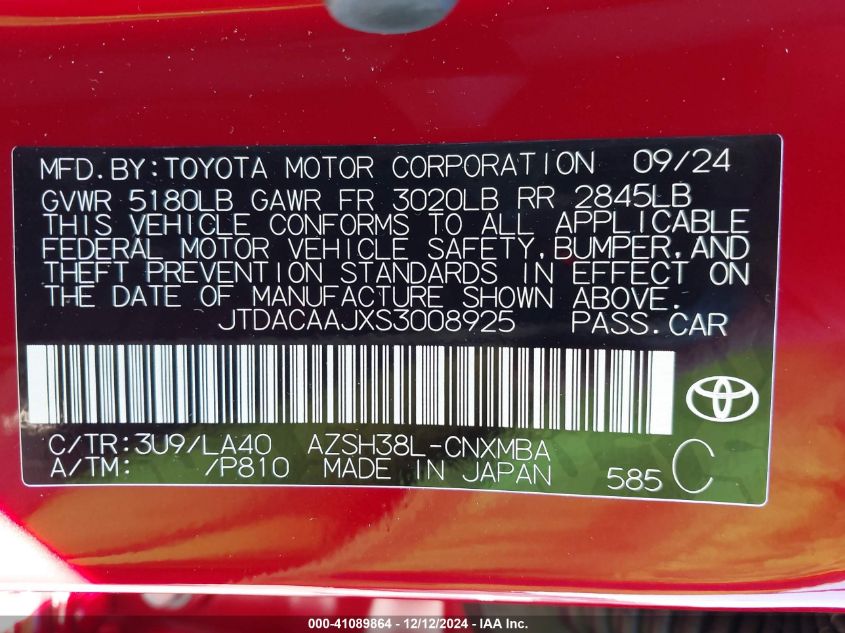 MFD.BY:TOYOTA MOTOR CORPORATION 09/24
GVWR 5180LB GAWR FR 3020LB RR 2845LB
THIS VEHICLE CONFORMS TO ALL APPLICABLE
FEDERAL MOTOR VEHICLE SAFETY,BUMPER,AND
THEFT PREVENTION STANDARDS IN EFFECT ON
THE DATE OF MANUFACTURE SHOWN ABOVE.
JTDACAAJXS3008925 PASS.CAR
C/TR:3U9/LA40 AZSH38L-CNXMBA
A/TM: /P810 MADE IN JAPAN 585 C
000-41089864 - 12/12/2024 - IAA Inc.